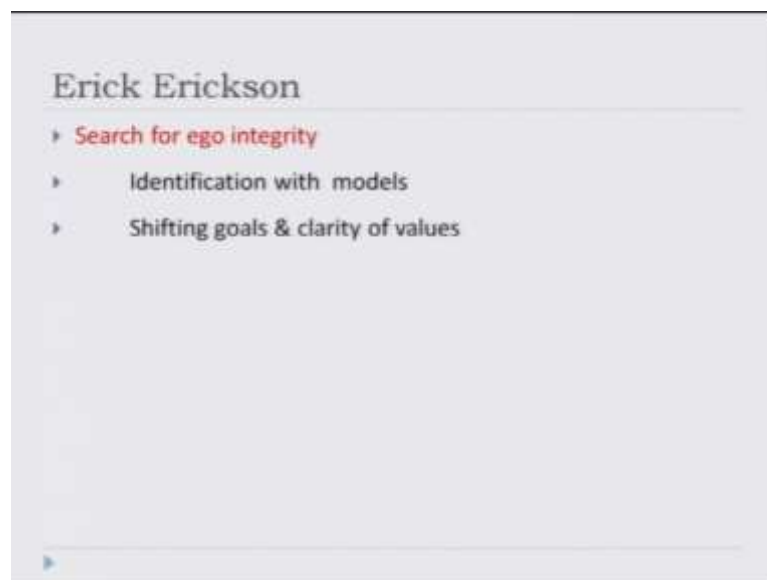 Erick Erickson
Search for ego integrity
Identification with models
Shifting goals & clarity of values